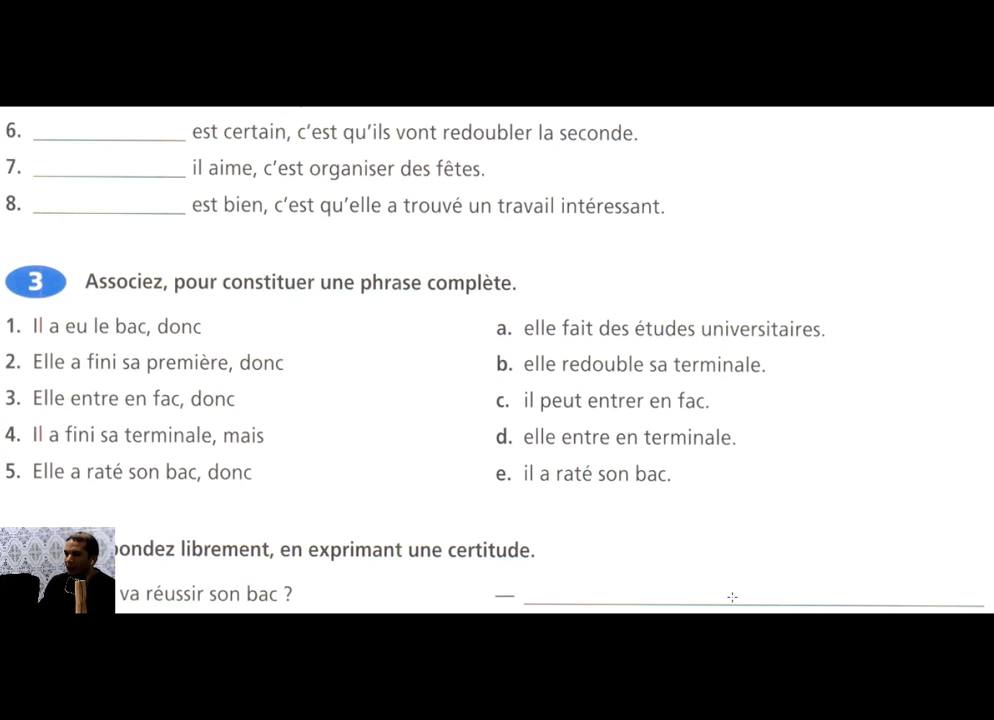 6. ______________ est certain, c'est qu'ils vont redoubler la seconde.
7. ______________ il aime, c'est organiser des fêtes.
8. ______________ est bien, c'est qu'elle a trouvé un travail intéressant.
3 Associez, pour constituer une phrase complète.
1. Il a eu le bac, donc a. elle fait des études universitaires.
2. Elle a fini sa première, donc b. elle redouble sa terminale.
3. Elle entre en fac, donc c. il peut entrer en fac.
4. Il a fini sa terminale, mais d. elle entre en terminale.
5. Elle a raté son bac, donc e. il a raté son bac.
pondez librement, en exprimant une certitude.
va réussir son bac ? — ______________